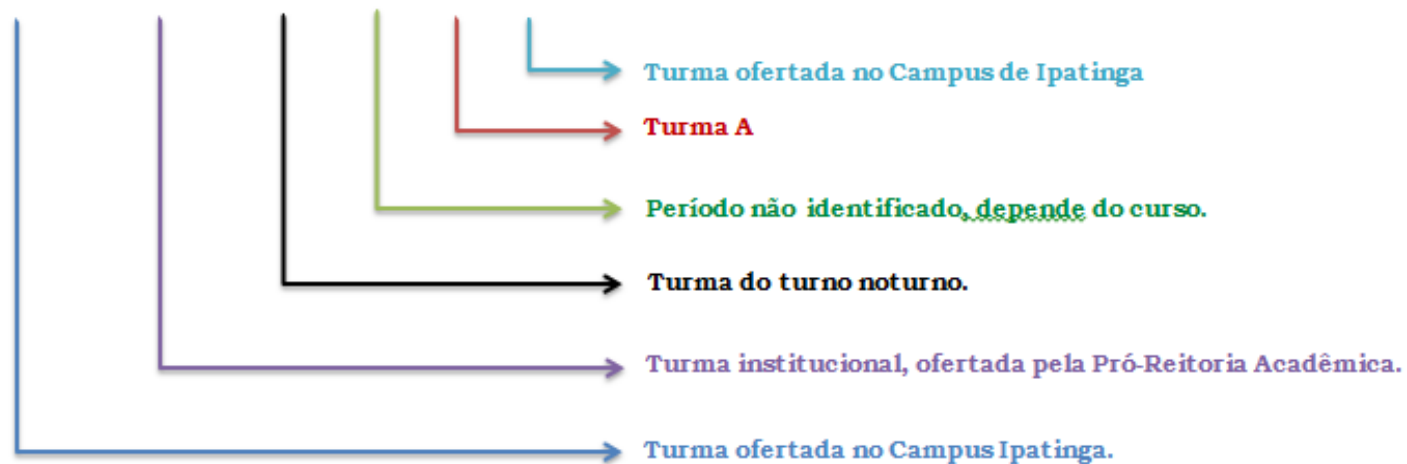 Turma ofertada no Campus de Ipatinga
Turma A
Período não identificado, depende do curso.
Turma do turno noturno.
Turma institucional, ofertada pela Pró-Reitoria Acadêmica.
Turma ofertada no Campus Ipatinga.